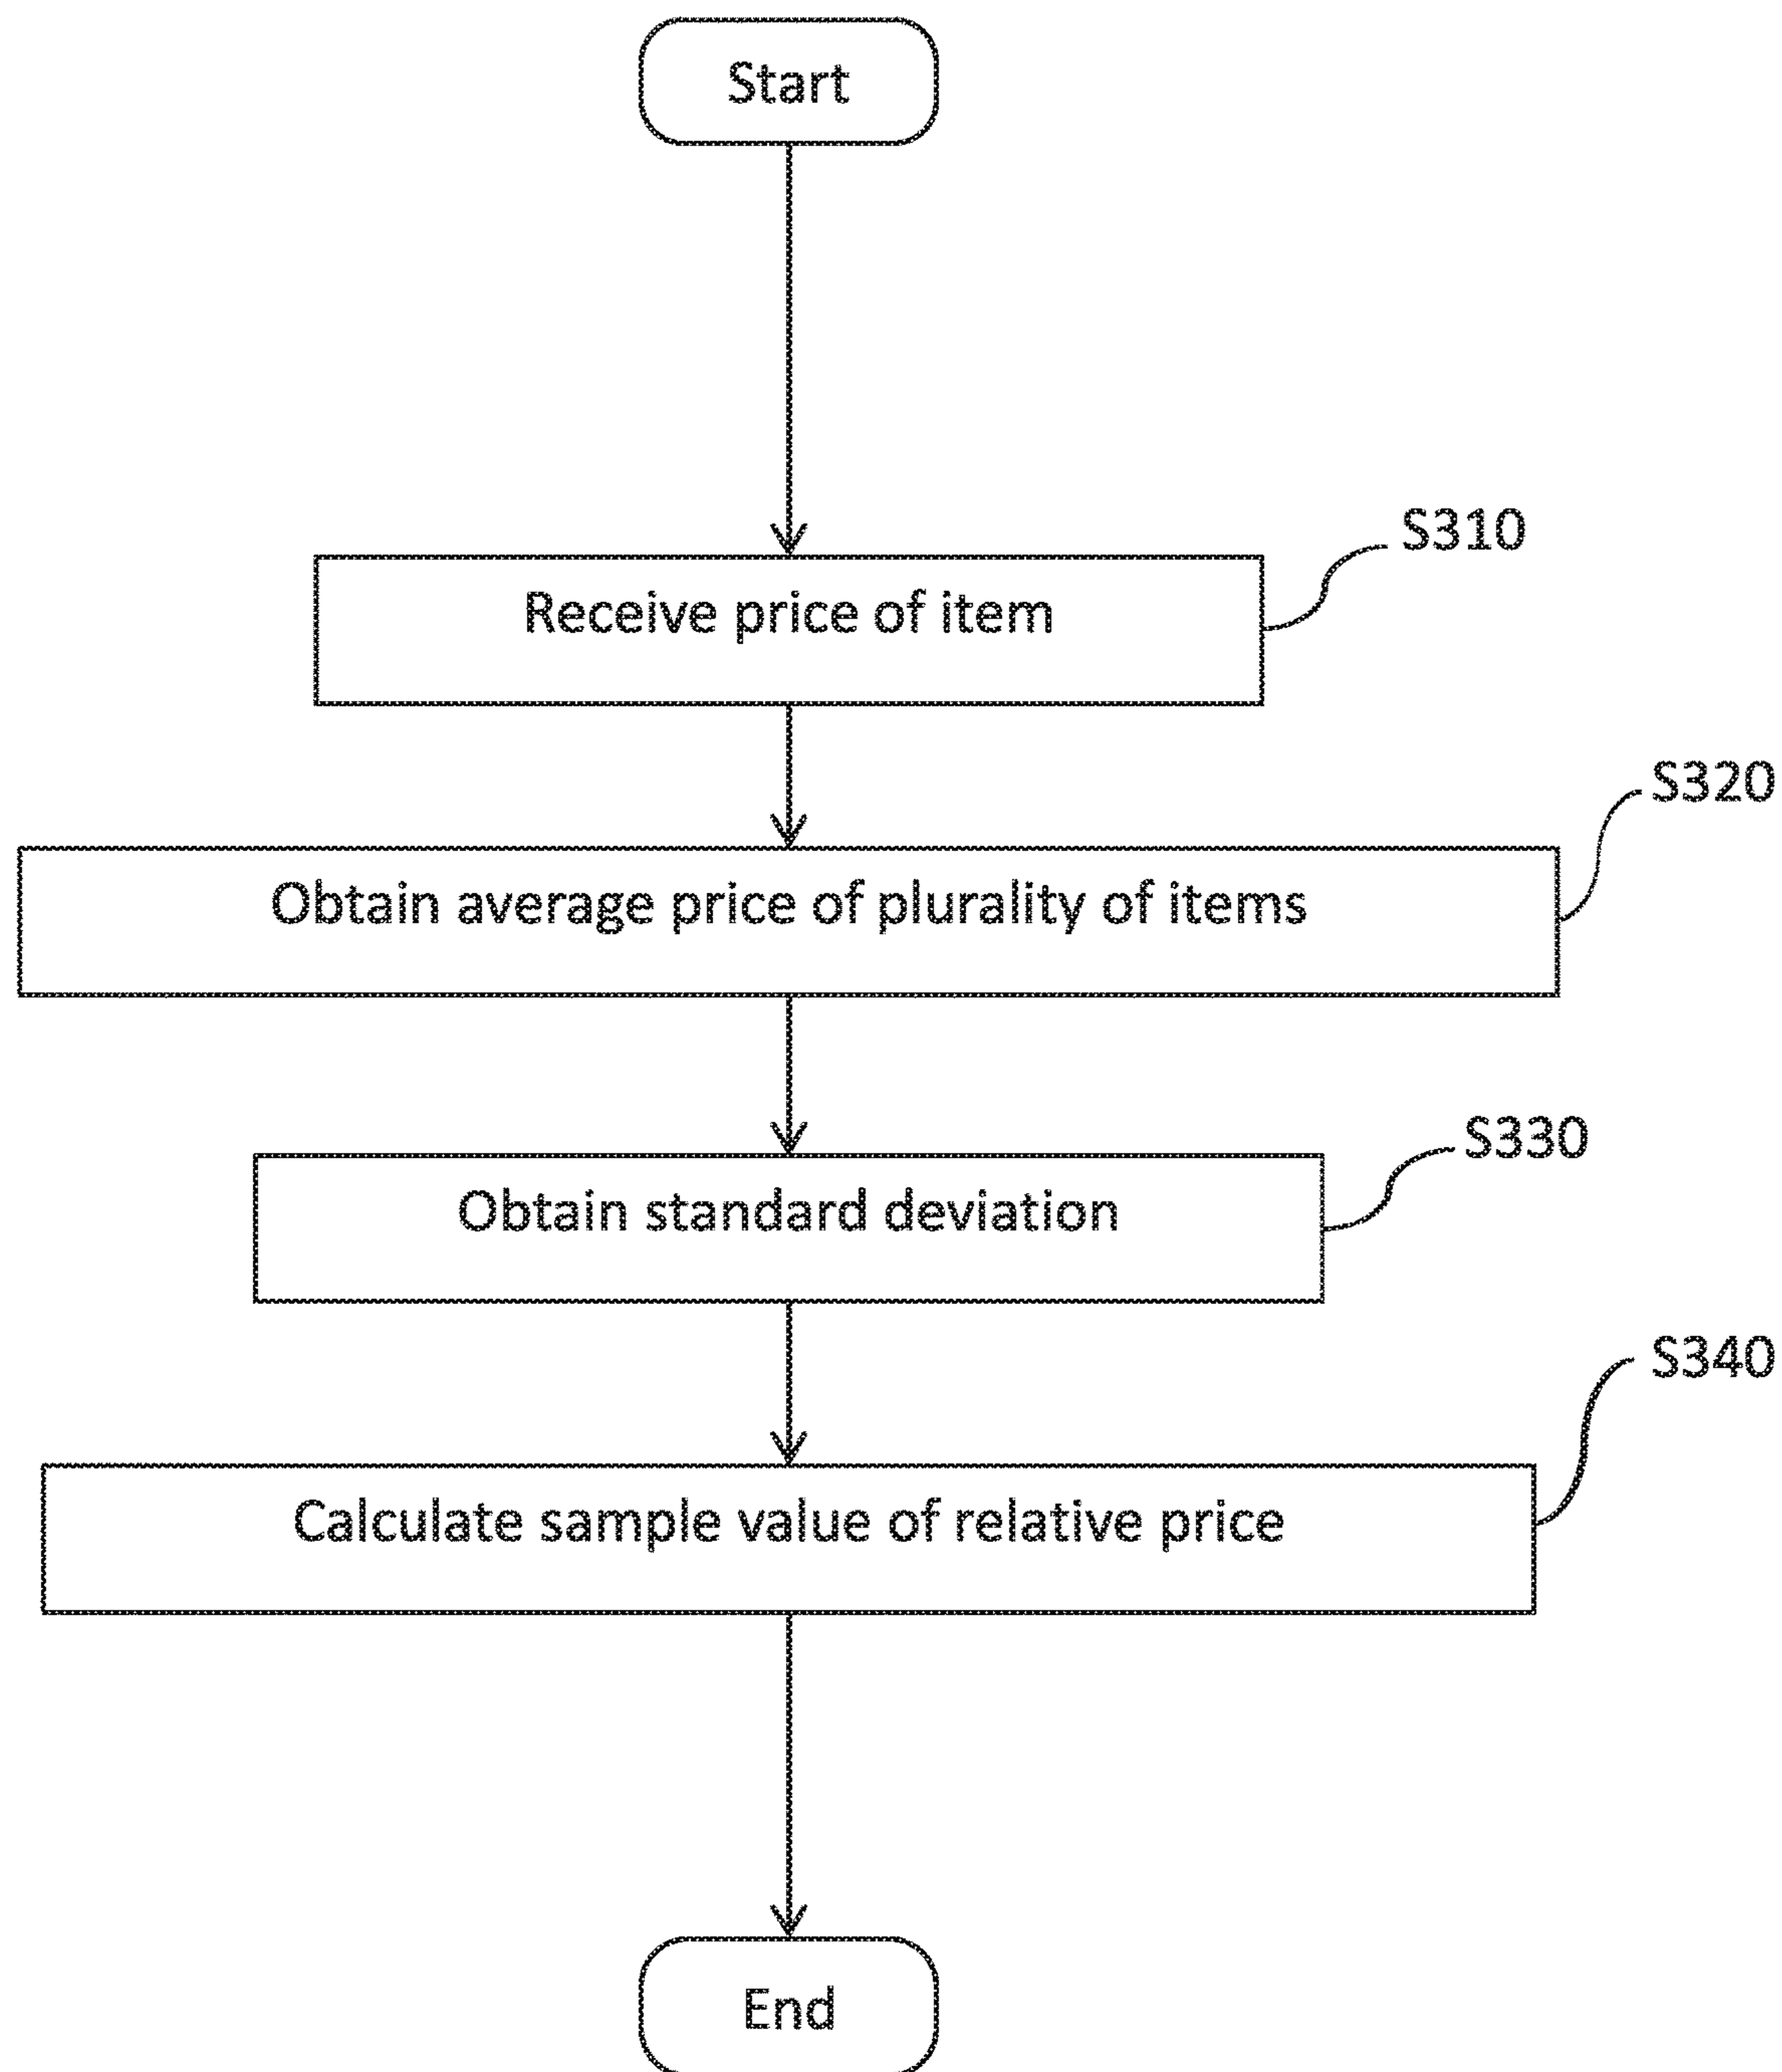 Start
S310
Receive price of item
S320
Obtain average price of plurality of items
S330
Obtain standard deviation
S340
Calculate sample value of relative price
End